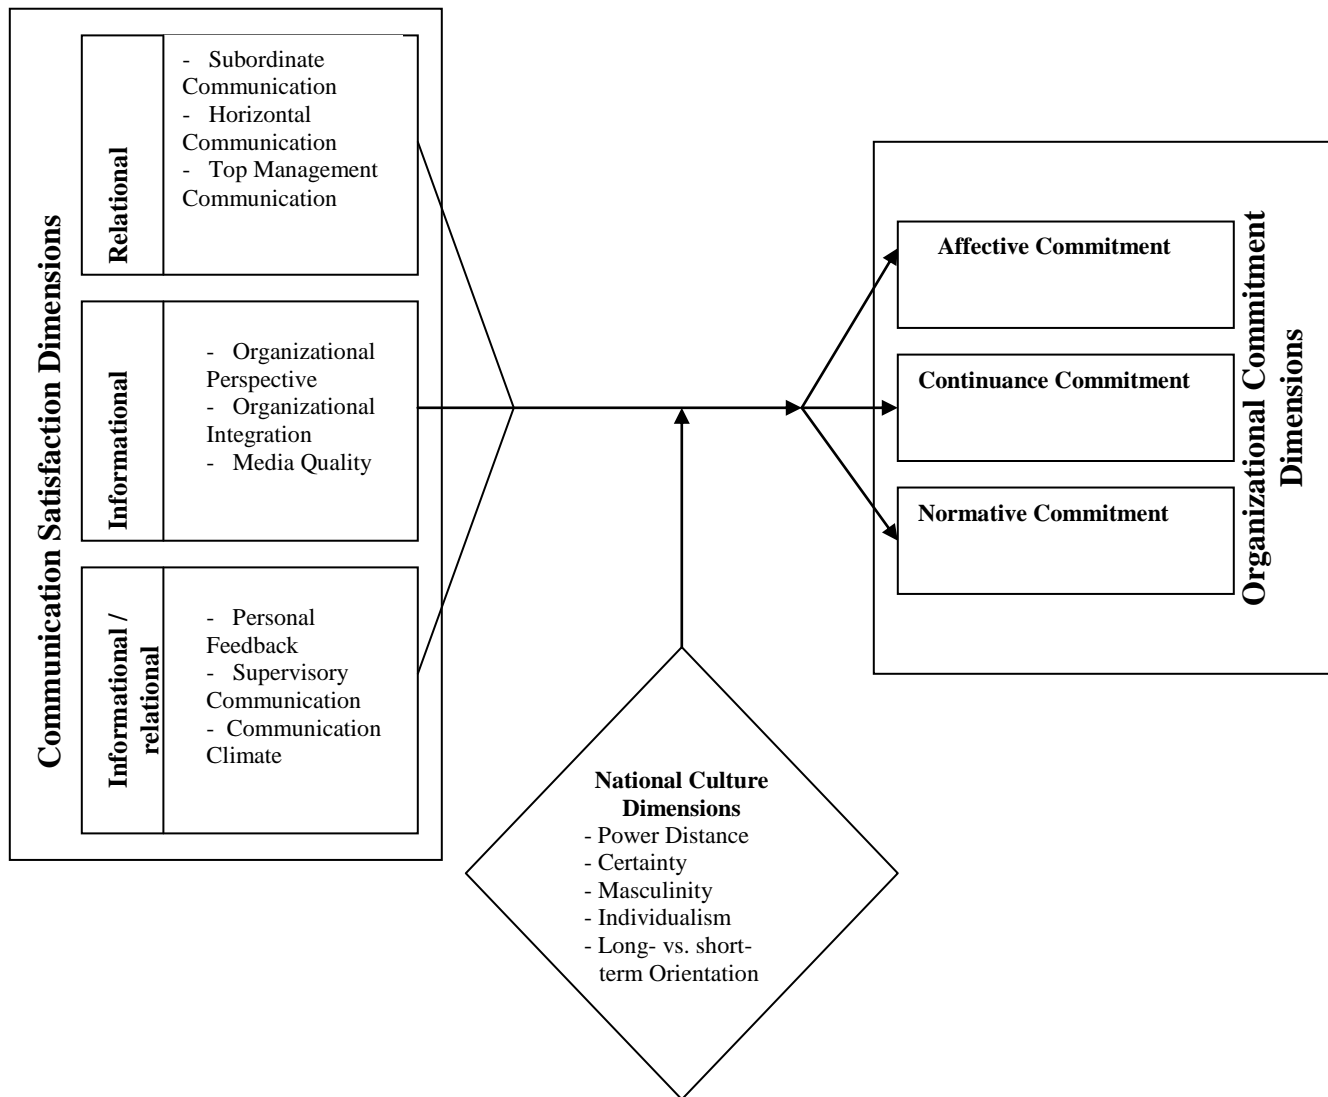 Communication Satisfaction Dimensions
Relational
- Subordinate
Communication
- Horizontal
Communication
- Top Management
Communication
Informational
- Organizational
Perspective
- Organizational
Integration
- Media Quality
Informational /
relational
- Personal
Feedback
- Supervisory
Communication
- Communication
Climate
National Culture
Dimensions
- Power Distance
- Certainty
- Masculinity
- Individualism
- Long- vs. short-
term Orientation
Affective Commitment
Continuance Commitment
Normative Commitment
Organizational Commitment
Dimensions